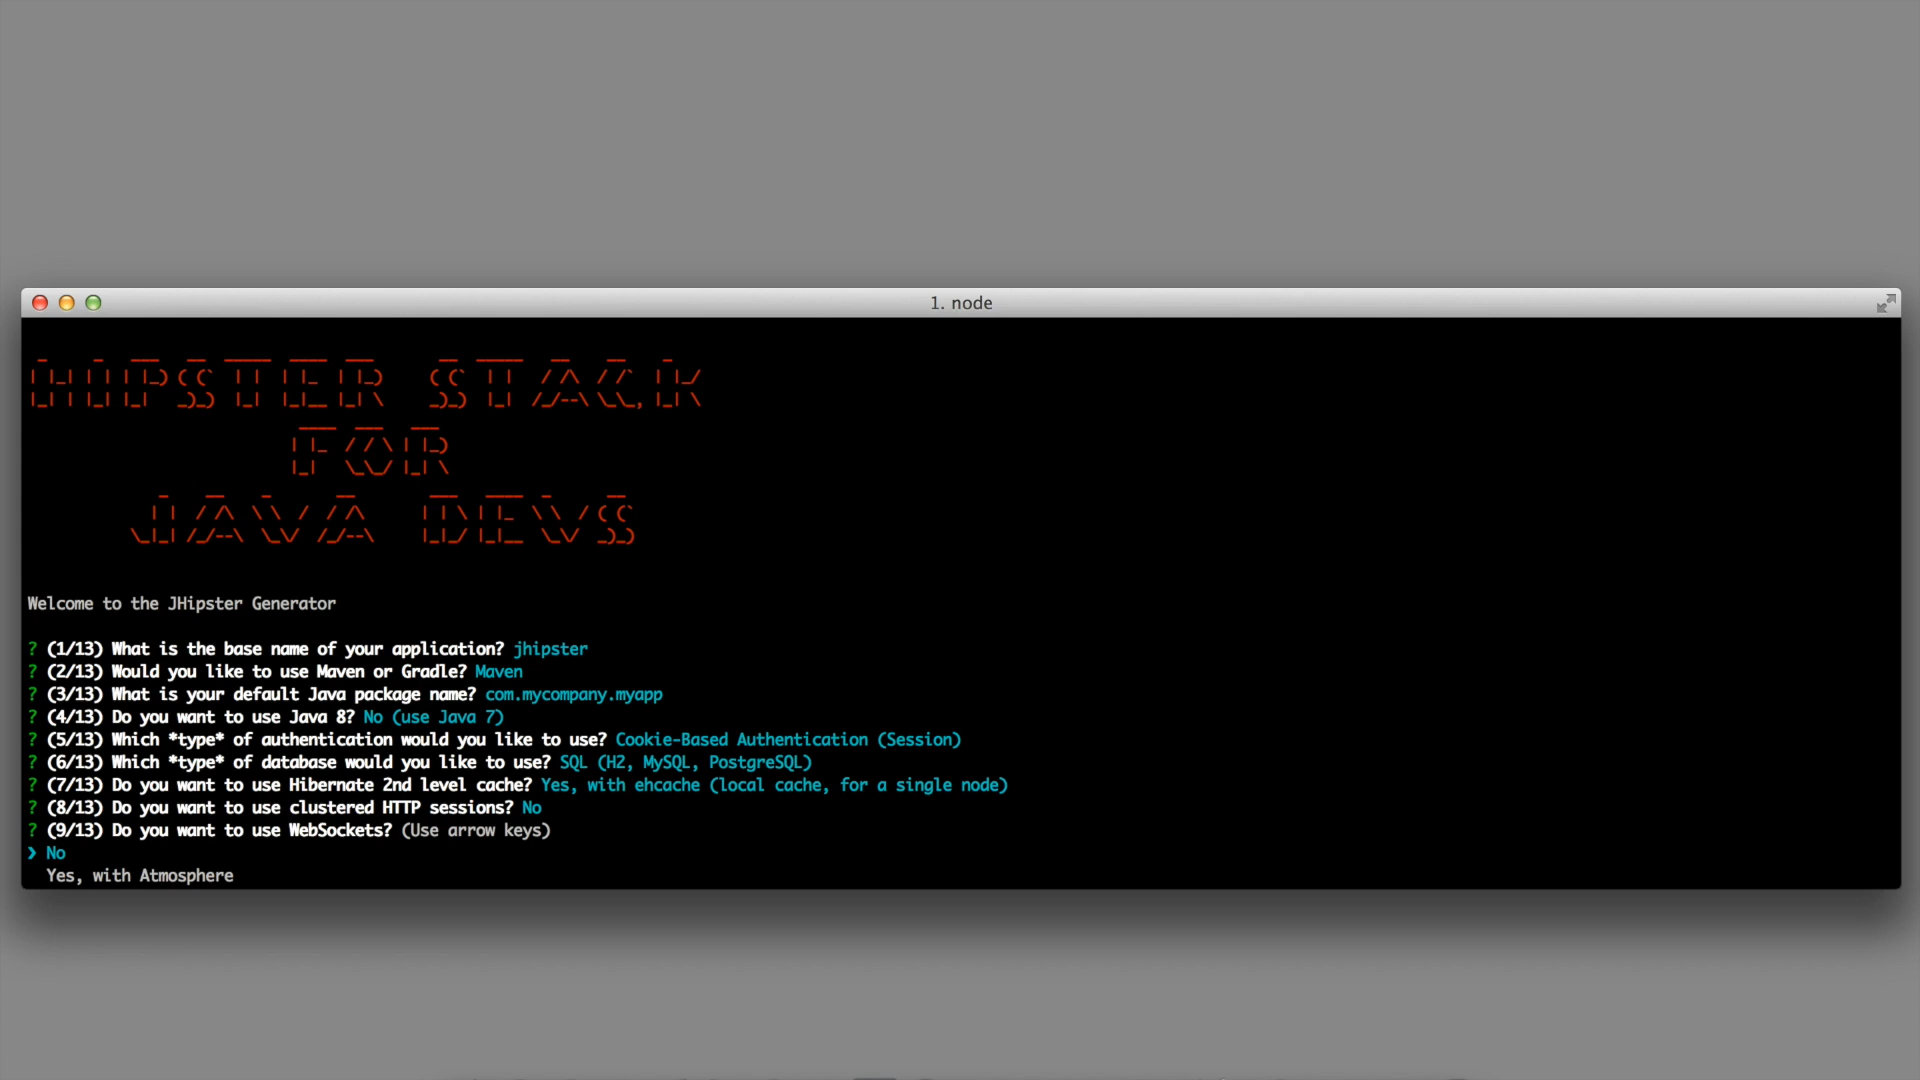 1. node
HIPSTER STACK
FOR
JAVA DEVS
Welcome to the JHipster Generator
? (1/13) What is the base name of your application? jhipster
? (2/13) Would you like to use Maven or Gradle? Maven
? (3/13) What is your default Java package name? com.mycompany.myapp
? (4/13) Do you want to use Java 8? No (use Java 7)
? (5/13) Which *type* of authentication would you like to use? Cookie-Based Authentication (Session)
? (6/13) Which *type* of database would you like to use? SQL (H2, MySQL, PostgreSQL)
? (7/13) Do you want to use Hibernate 2nd level cache? Yes, with ehcache (local cache, for a single node)
? (8/13) Do you want to use clustered HTTP sessions? No
? (9/13) Do you want to use WebSockets? (Use arrow keys)
❯ No
Yes, with Atmosphere